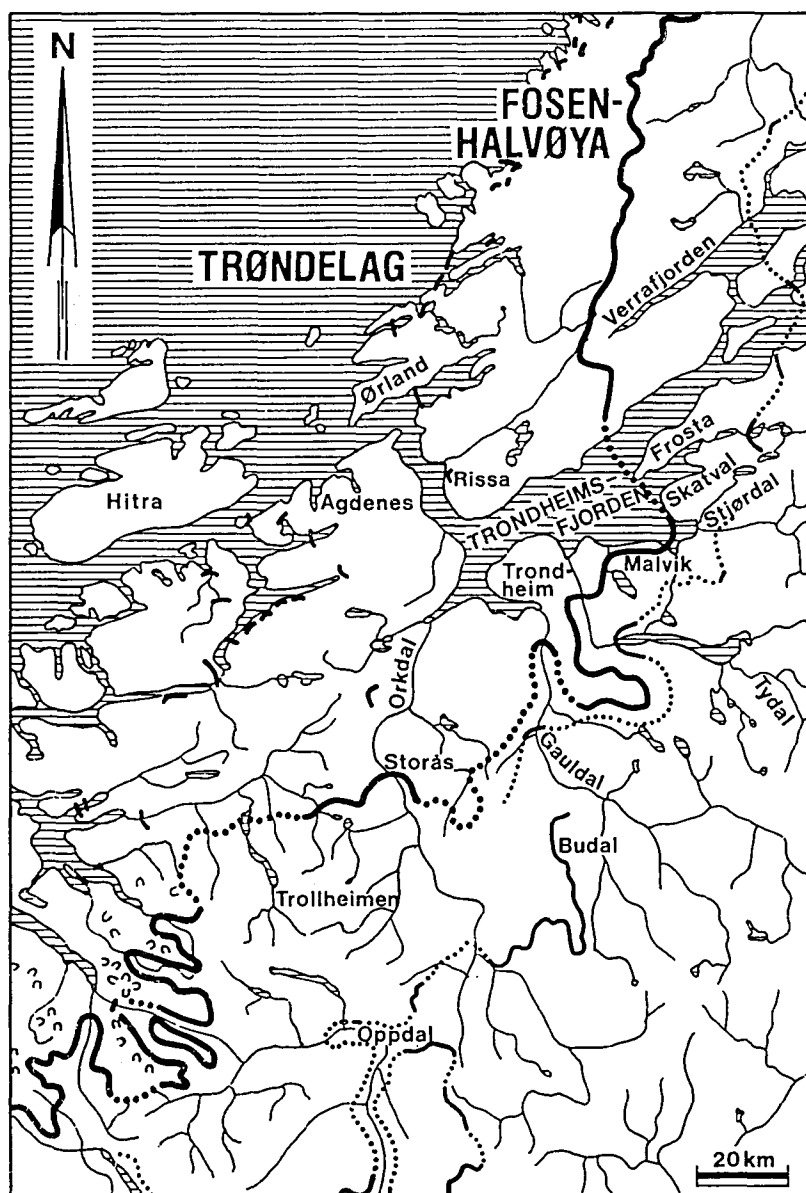 N
FOSEN-
HALVØYA
TRØNDELAG
Verrafjorden
Ørland
Frosta
Skatval
Stjørdal
Rissa
Hitra
Agdenes
TRONDHEIMS-
FJORDEN
Malvik
Trond-
heim
Orkdal
Tydal
Gauldal
Storås
Budal
Trollheimen
Oppdal
20 km